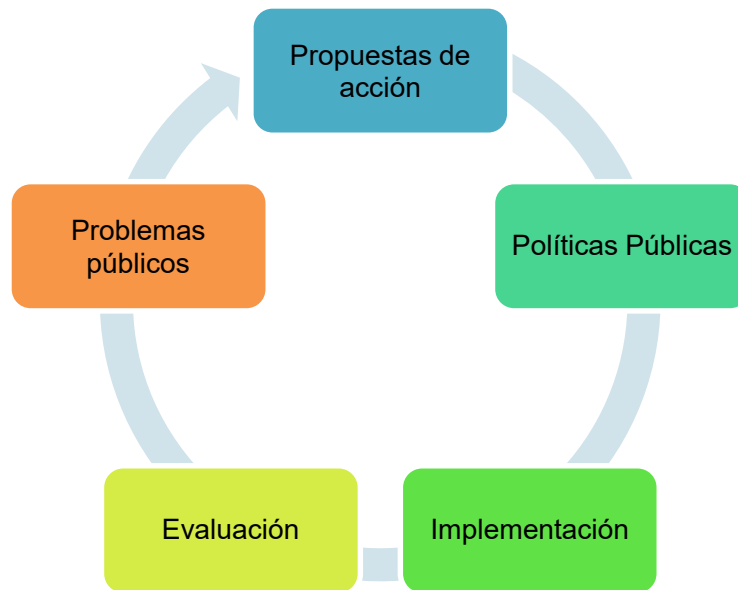 Propuestas de
acción
Políticas Públicas
Implementación
Evaluación
Problemas
públicos